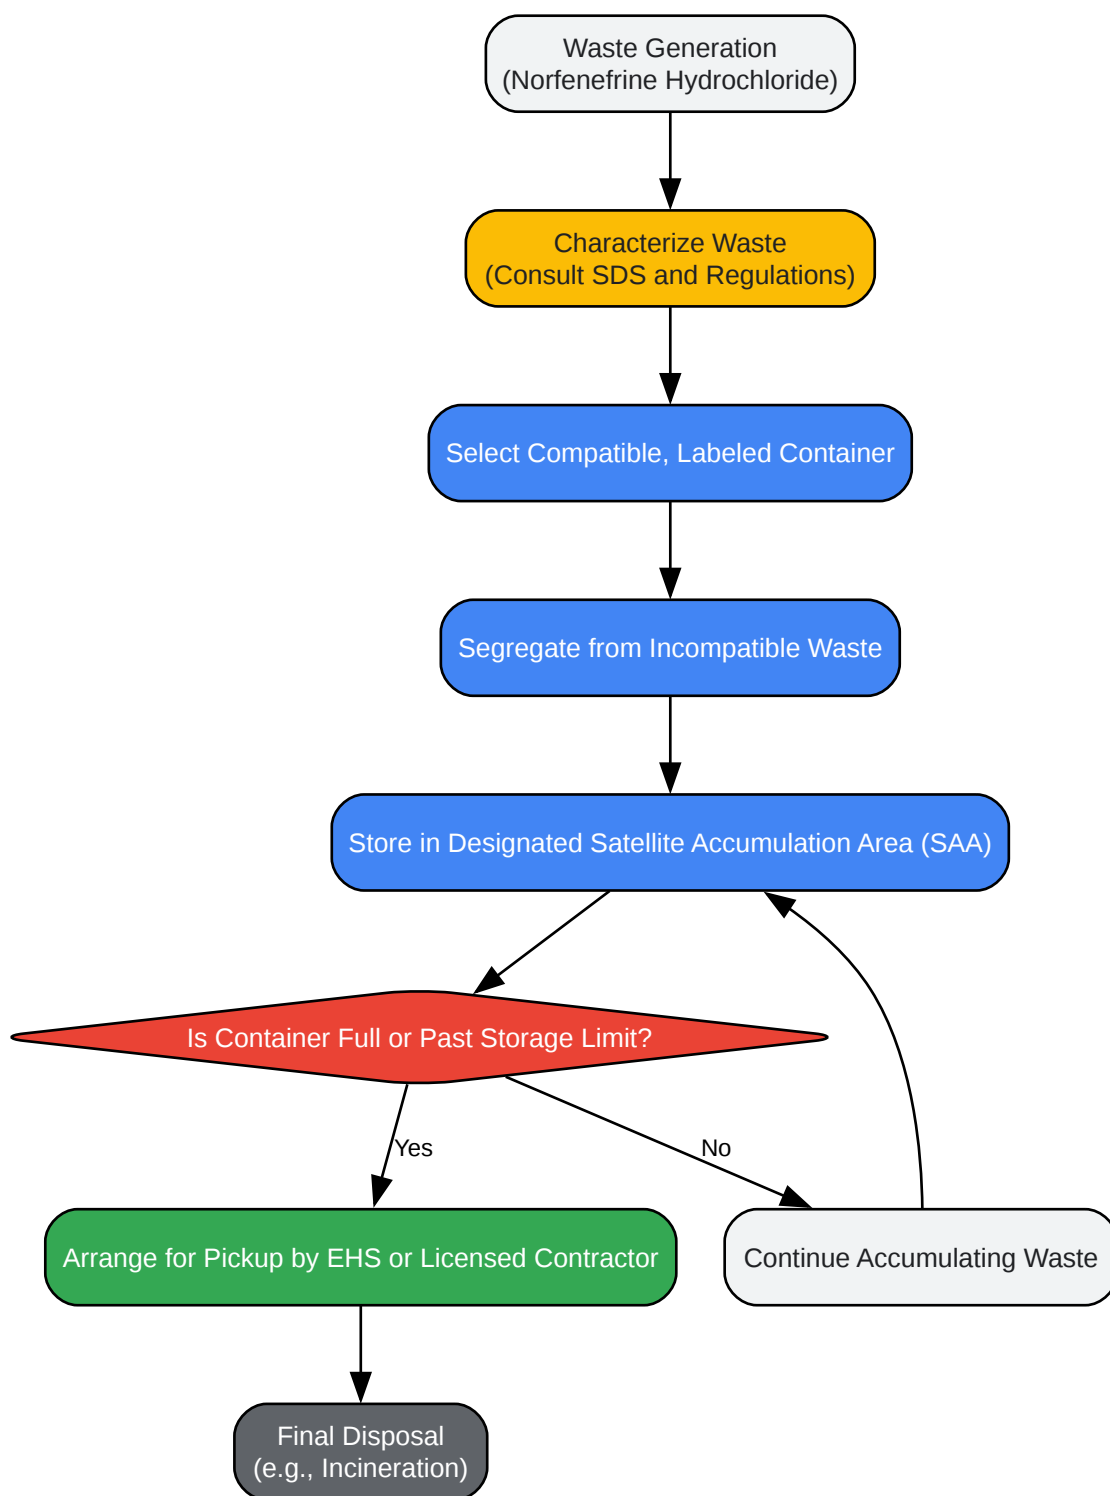 Waste Generation
(Norfenefrine Hydrochloride)
Characterize Waste
(Consult SDS and Regulations)
Select Compatible, Labeled Container
Segregate from Incompatible Waste
Store in Designated Satellite Accumulation Area (SAA)
Is Container Full or Past Storage Limit?
Yes
No
Arrange for Pickup by EHS or Licensed Contractor
Continue Accumulating Waste
Final Disposal
(e.g., Incineration)